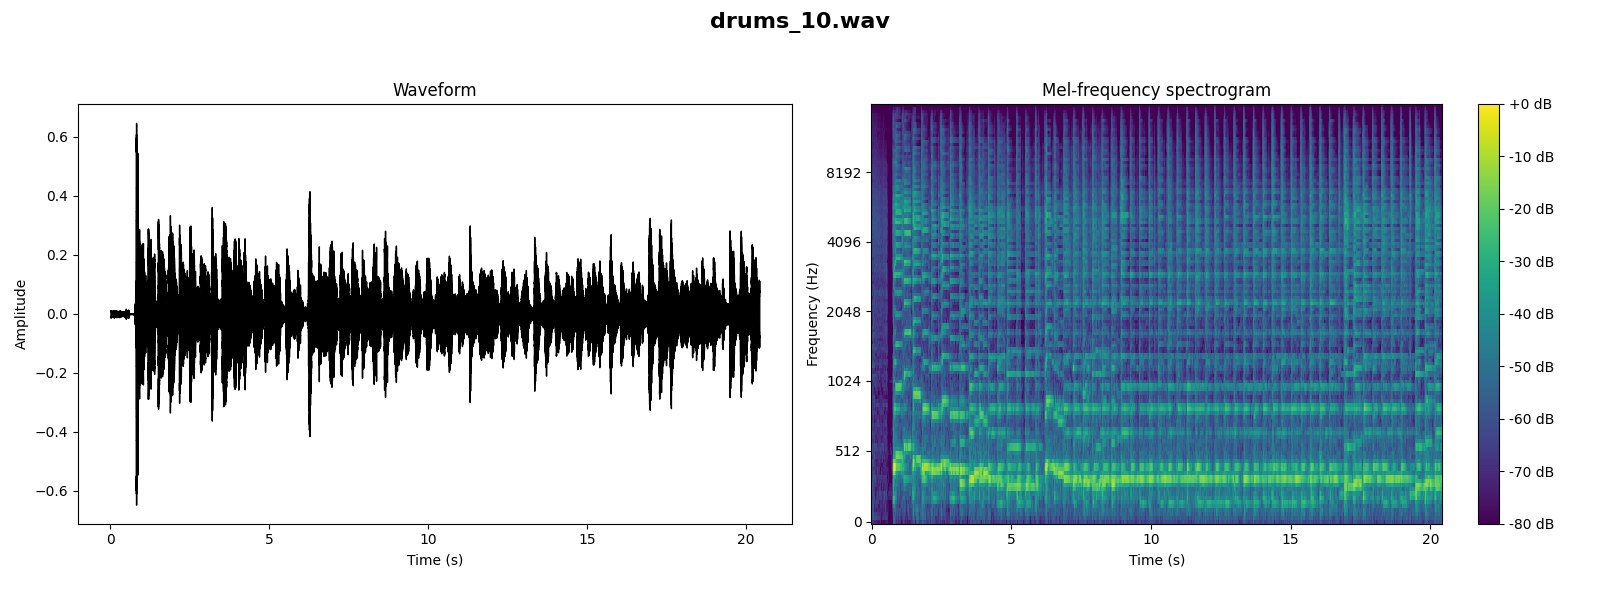 drums_10.wav
Waveform
Amplitude
0.6
0.4
0.2
0.0
−0.2
−0.4
−0.6
0 5 10 15 20
Time (s)
Mel-frequency spectrogram
Frequency (Hz)
8192
4096
2048
1024
512
0
0 5 10 15 20
Time (s)
+0 dB
-10 dB
-20 dB
-30 dB
-40 dB
-50 dB
-60 dB
-70 dB
-80 dB